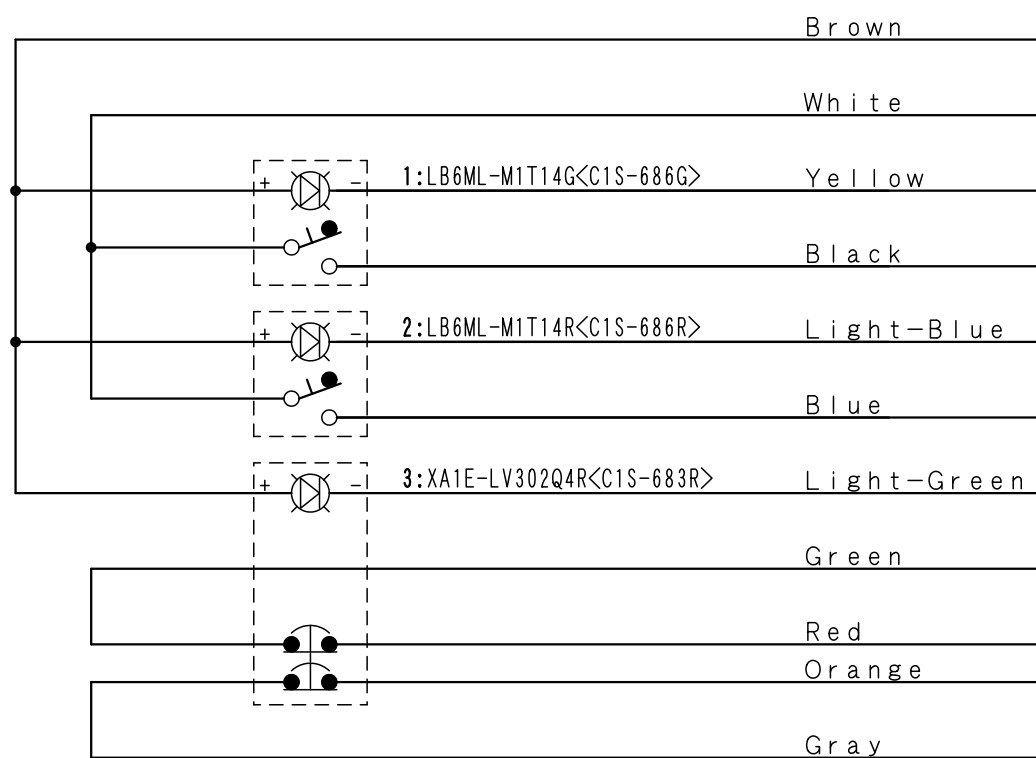 Brown
White
+ - 1:LB6ML-M1T14G<C1S-686G> Yellow
Black
+ - 2:LB6ML-M1T14R<C1S-686R> Light-Blue
Blue
+ - 3:XA1E-LV302Q4R<C1S-683R> Light-Green
Green
Red
Orange
Gray